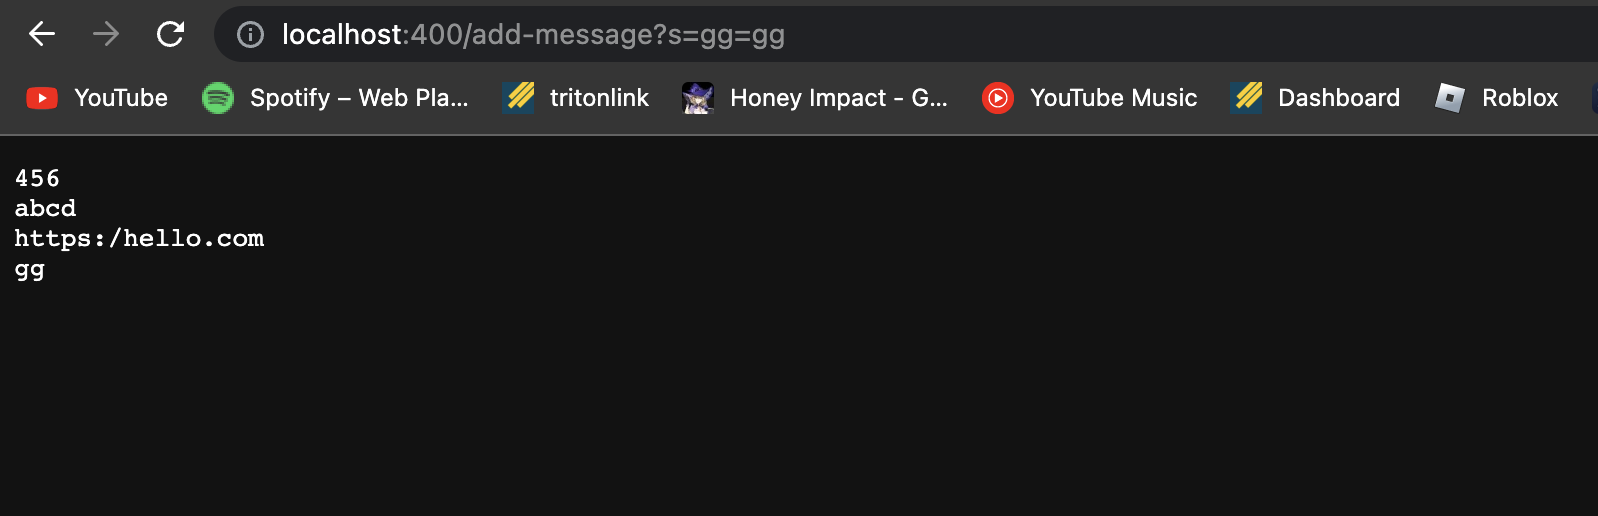 localhost:400/add-message?s=gg=gg
YouTube Spotify – Web Pla... tritonlink Honey Impact - G... YouTube Music Dashboard Roblox
456
abcd
https:/hello.com
gg